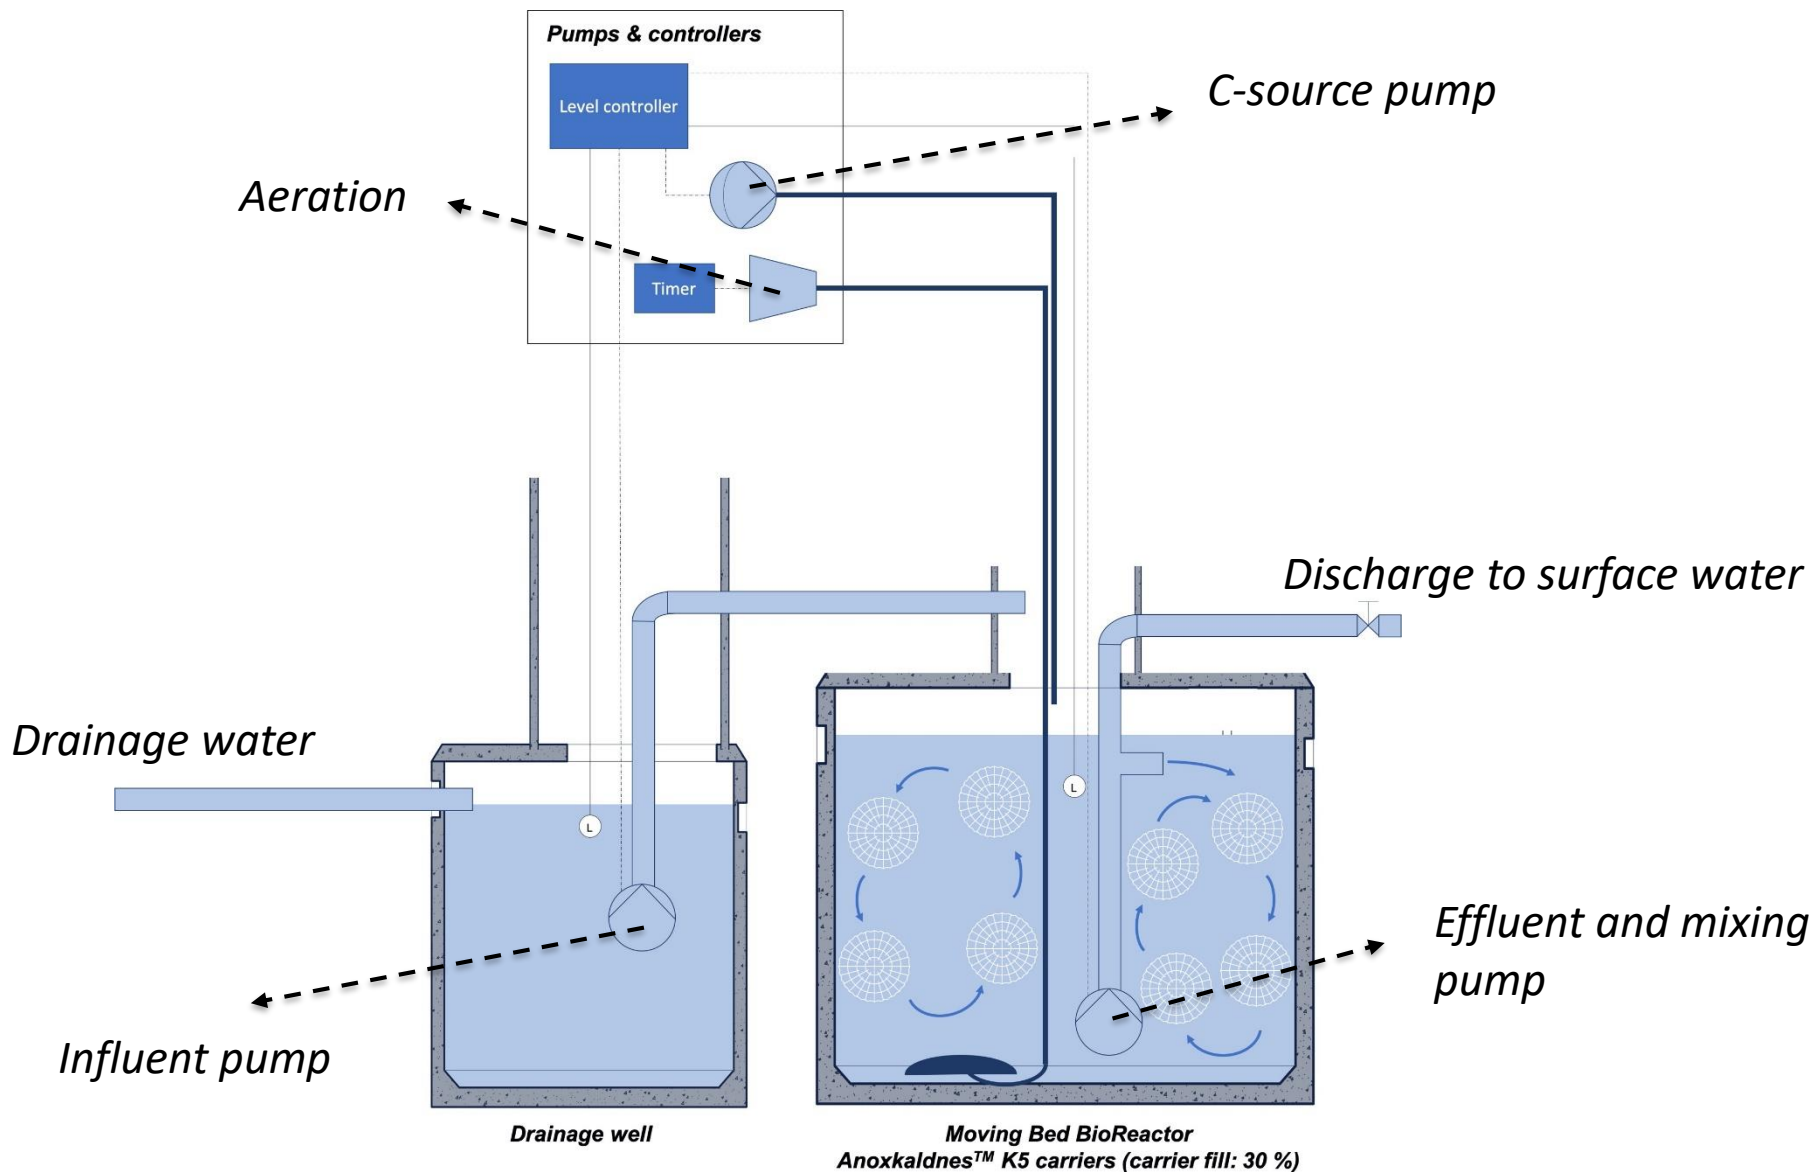 Pumps & controllers
Level controller
C-source pump
Aeration
Timer
Discharge to surface water
Drainage water
L
L
Effluent and mixing
pump
Influent pump
Drainage well
Moving Bed BioReactor
Anoxkaldnes™ K5 carriers (carrier fill: 30 %)